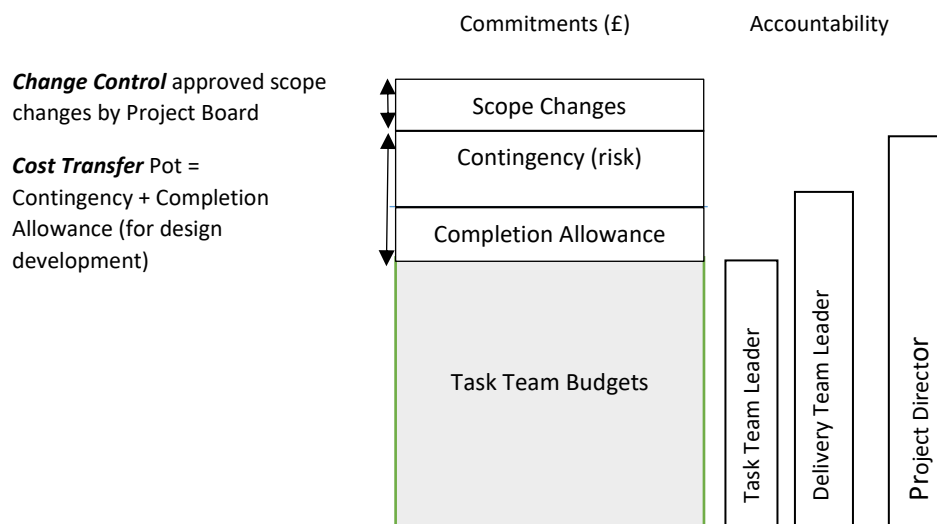 Commitments (£)
Accountability
Change Control approved scope
changes by Project Board
Cost Transfer Pot =
Contingency + Completion
Allowance (for design
development)
Scope Changes
Contingency (risk)
Completion Allowance
Task Team Budgets
Task Team Leader
Delivery Team Leader
Project Director